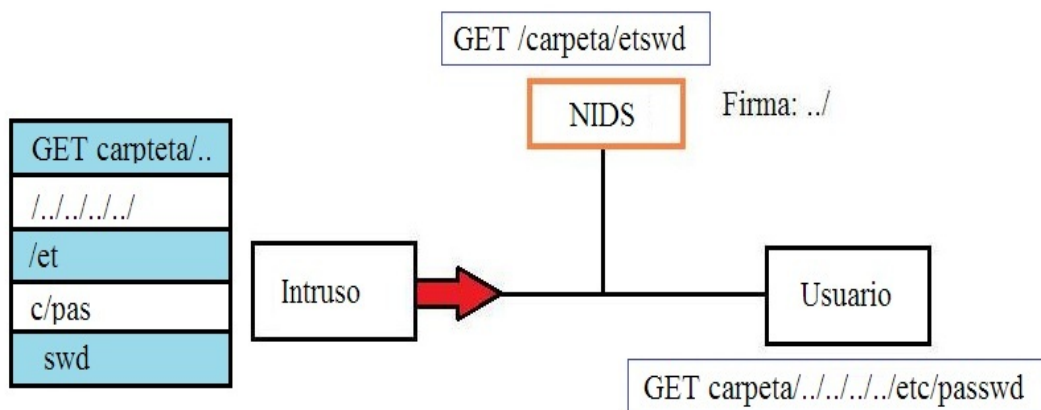 GET /carpeta/etswd
NIDS
Firma: ../
GET carpteta/..
/../../../../
/et
c/pas
swd
Intruso
Usuario
GET carpeta/../../../../etc/passwd